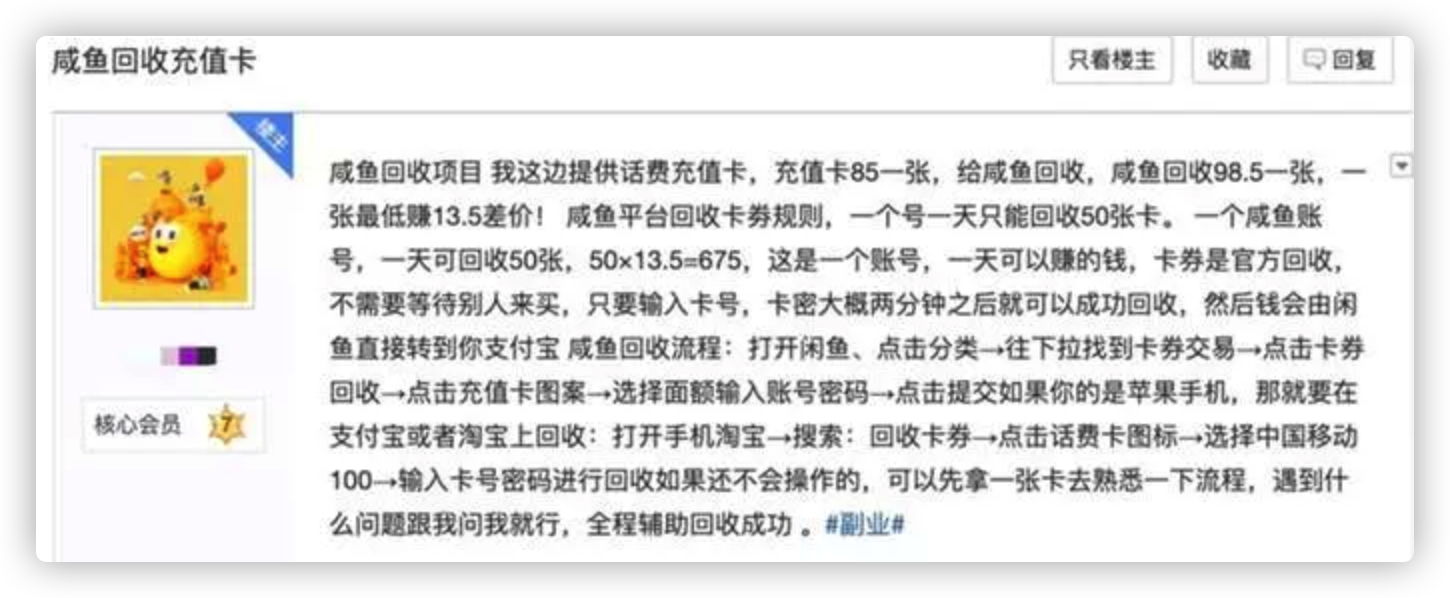 咸鱼回收充值卡
只看楼主
收藏
回复
楼主
咸鱼回收项目 我这边提供话费充值卡，充值卡85一张，给咸鱼回收，咸鱼回收98.5一张，一
张最低赚13.5差价！ 咸鱼平台回收卡券规则，一个号一天只能回收50张卡。 一个咸鱼账
号，一天可回收50张，50×13.5=675，这是一个账号，一天可以赚的钱，卡券是官方回收，
不需要等待别人来买，只要输入卡号，卡密大概两分钟之后就可以成功回收，然后钱会由闲
鱼直接转到你支付宝 咸鱼回收流程：打开闲鱼、点击分类→往下拉找到卡券交易→点击卡券
回收→点击充值卡图案→选择面额输入账号密码→点击提交如果你的是苹果手机，那就要在
支付宝或者淘宝上回收：打开手机淘宝→搜索：回收卡券→点击话费卡图标→选择中国移动
100→输入卡号密码进行回收如果还不会操作的，可以先拿一张卡去熟悉一下流程，遇到什
么问题跟我问我就行，全程辅助回收成功 。#副业#
核心会员 7